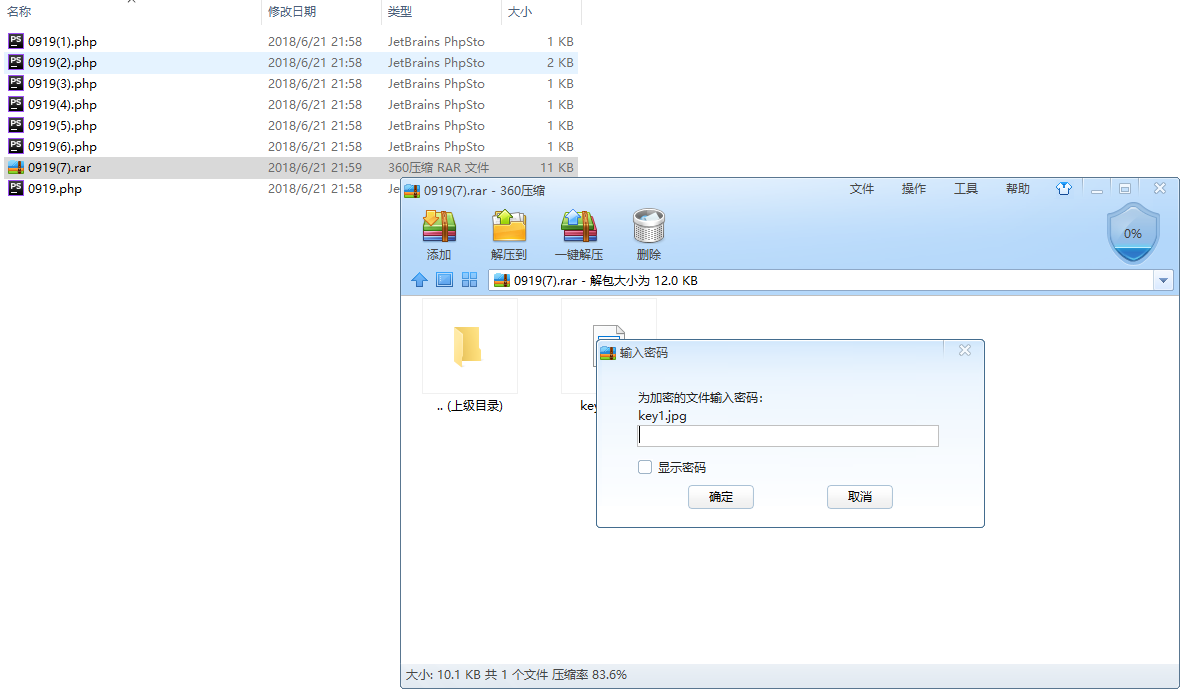 名称 修改日期 类型 大小
0919(1).php 2018/6/21 21:58 JetBrains PhpSto 1 KB
0919(2).php 2018/6/21 21:58 JetBrains PhpSto 2 KB
0919(3).php 2018/6/21 21:58 JetBrains PhpSto 1 KB
0919(4).php 2018/6/21 21:58 JetBrains PhpSto 1 KB
0919(5).php 2018/6/21 21:58 JetBrains PhpSto 1 KB
0919(6).php 2018/6/21 21:58 JetBrains PhpSto 1 KB
0919(7).rar 2018/6/21 21:59 360压缩 RAR 文件 11 KB
0919.php 2018/6/21 21:58 Je
0919(7).rar - 360压缩 文件 操作 工具 帮助
0%
添加 解压到 一键解压 删除
0919(7).rar - 解包大小为 12.0 KB
.. (上级目录) key
输入密码
为加密的文件输入密码:
key1.jpg
显示密码
确定 取消
大小: 10.1 KB 共 1 个文件 压缩率 83.6%